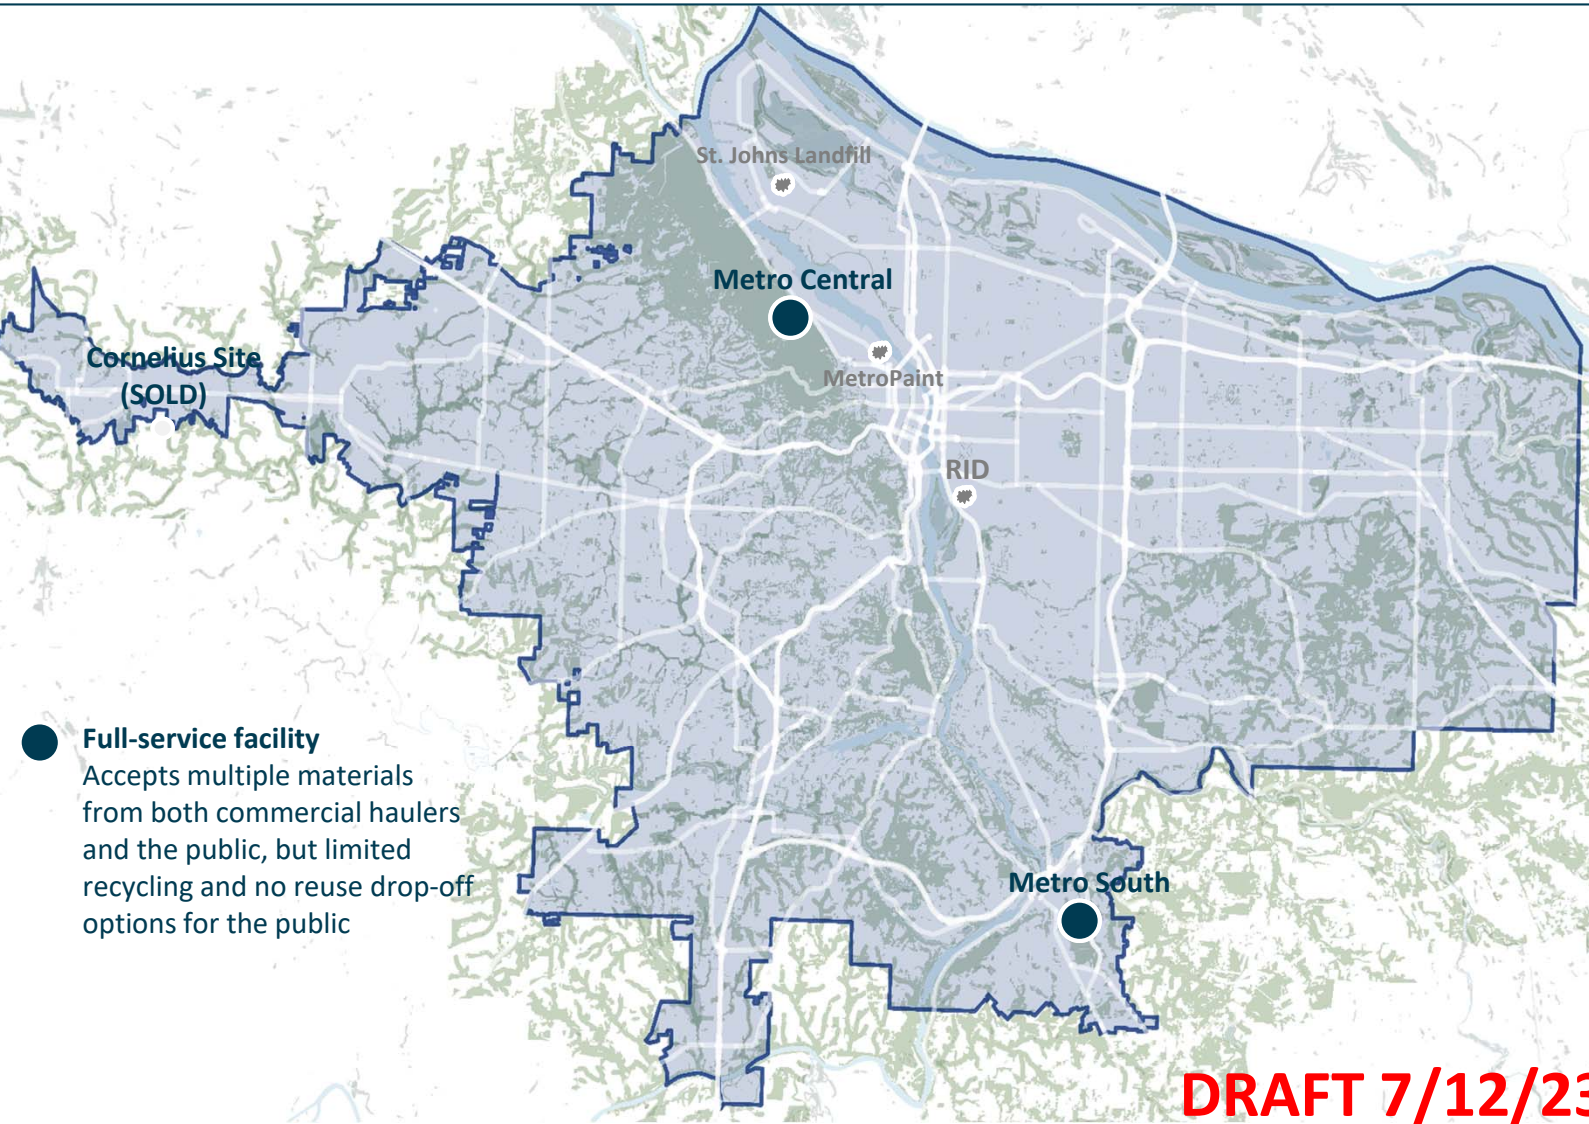 St. Johns Landfill
Metro Central
Cornelius Site
(SOLD)
MetroPaint
RID
Full-service facility
Accepts multiple materials
from both commercial haulers
and the public, but limited
recycling and no reuse drop-off
options for the public
Metro South
DRAFT 7/12/23